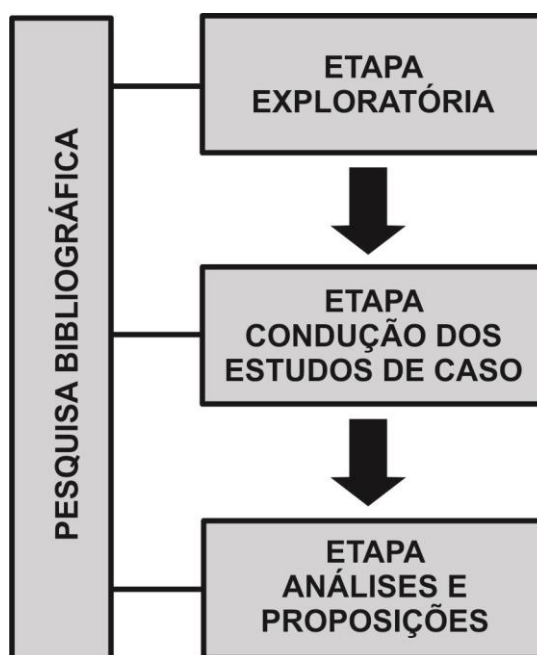 PESQUISA BIBLIOGRÁFICA
ETAPA
EXPLORATÓRIA
ETAPA
CONDUÇÃO DOS
ESTUDOS DE CASO
ETAPA
ANÁLISES E
PROPOSIÇÕES